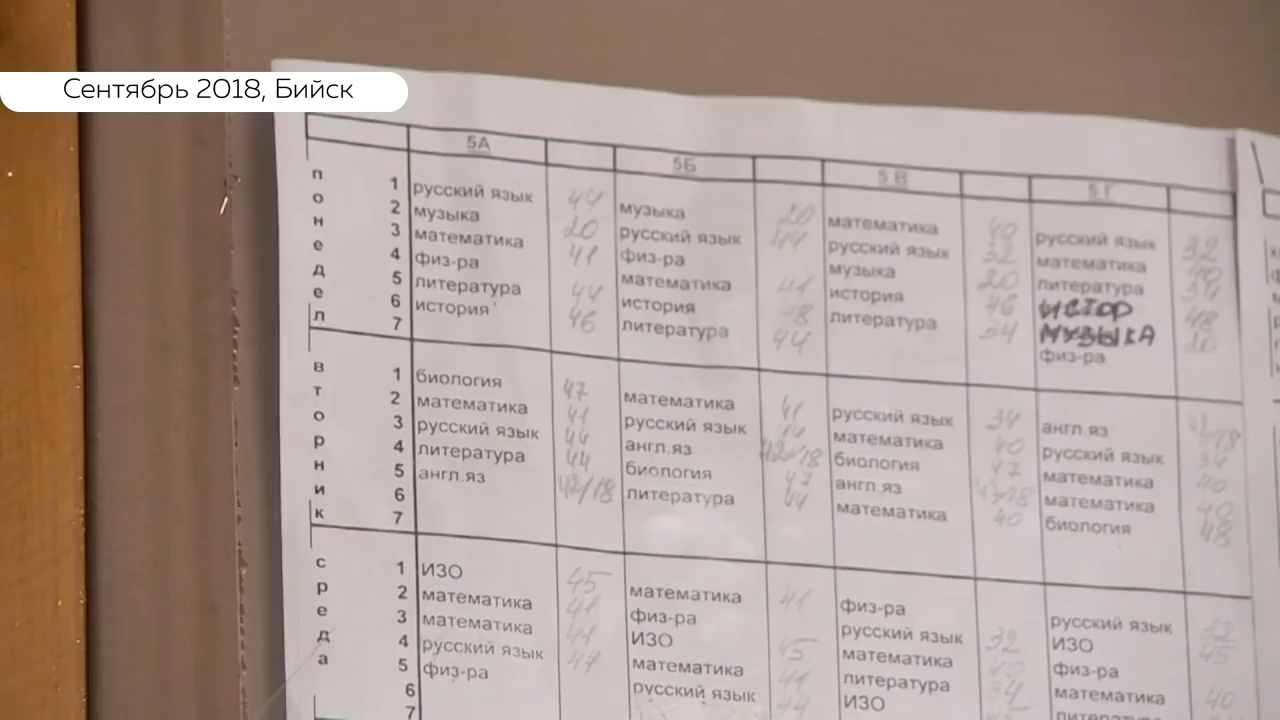 Сентябрь 2018, Бийск
5А 5Б 5 В 5 Г
понедел
1 русский язык 44 музыка 20 математика 40 русский язык 32
2 музыка 20 русский язык 44 русский язык 32 математика 40
3 математика 41 физ-ра музыка 20 литература 34
4 физ-ра математика 41 история 46 ИСТОР 48
5 литература 44 история литература 34 МУЗЫКА 20
6 история 46 литература 44 физ-ра
7
вторник
1 биология 47 математика 41 русский язык 34 англ.яз
2 математика 41 русский язык 44 математика 40 русский язык 34
3 русский язык 44 англ.яз 42/18 биология 47 математика 40
4 литература 44 биология 47 англ.яз 42/18 математика 40
5 англ.яз 42/18 литература 44 математика 40 биология 48
6
7
среда
1 ИЗО 45 математика 41 физ-ра русский язык 32
2 математика 41 физ-ра русский язык 32 ИЗО 45
3 математика 41 ИЗО 45 математика 40 физ-ра
4 русский язык 44 математика 41 литература 34 математика 40
5 физ-ра русский язык 44 ИЗО
6
7